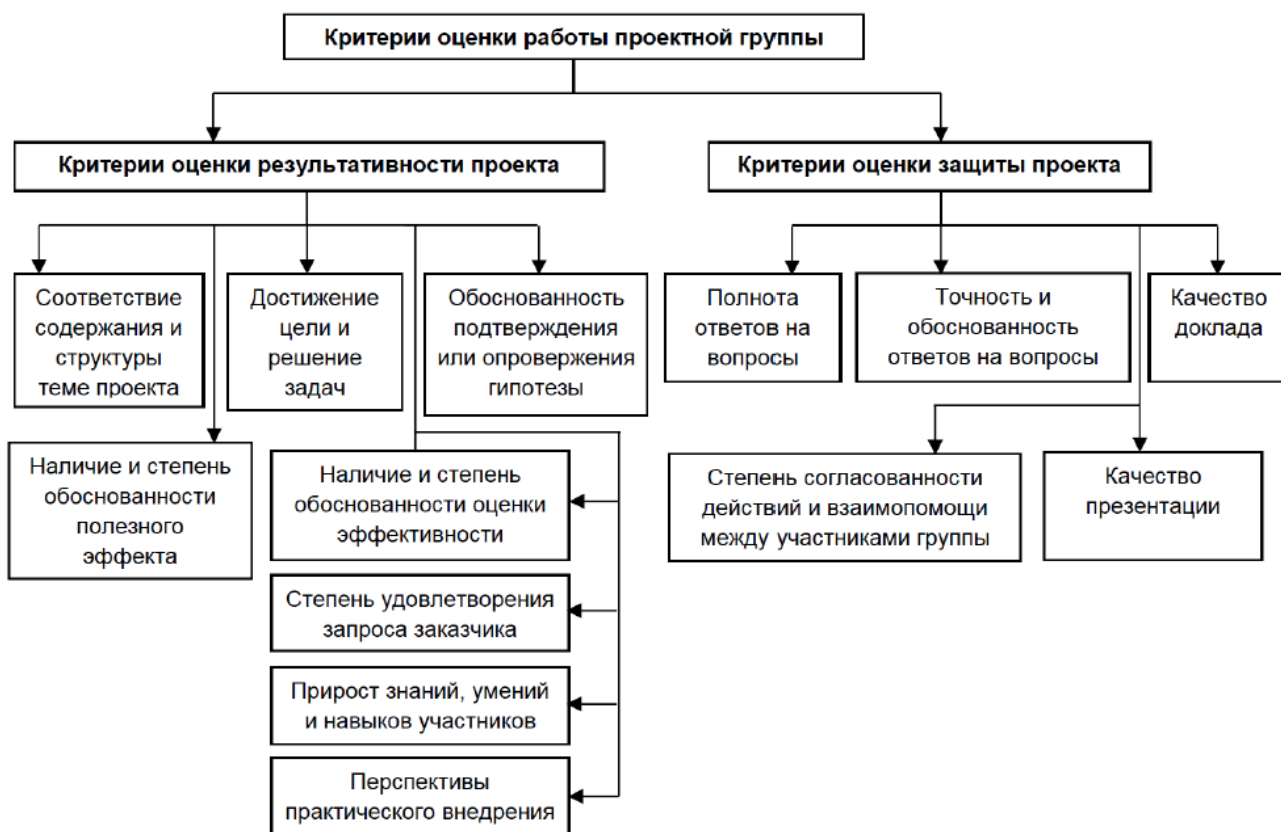 Критерии оценки работы проектной группы
Критерии оценки результативности проекта
Критерии оценки защиты проекта
Соответствие
содержания и
структуры
теме проекта
Достижение
цели и
решение
задач
Обоснованность
подтверждения
или опровержения
гипотезы
Полнота
ответов на
вопросы
Точность и
обоснованность
ответов на вопросы
Качество
доклада
Наличие и степень
обоснованности
полезного
эффекта
Наличие и степень
обоснованности оценки
эффективности
Степень согласованности
действий и взаимопомощи
между участниками группы
Качество
презентации
Степень удовлетворения
запроса заказчика
Прирост знаний, умений
и навыков участников
Перспективы
практического внедрения